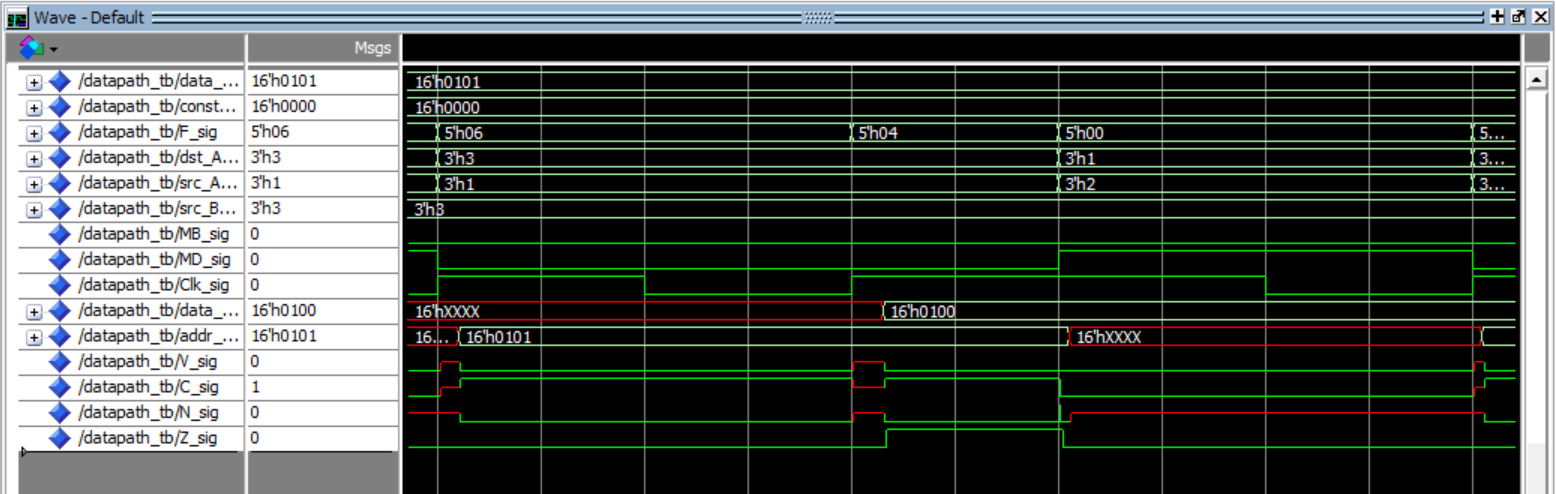 Wave - Default
Msgs
/datapath_tb/data_... 16'h0101 16'h0101
/datapath_tb/const... 16'h0000 16'h0000
/datapath_tb/F_sig 5'h06 5'h06 5'h04 5'h00 5...
/datapath_tb/dst_A... 3'h3 3'h3 3'h1 3...
/datapath_tb/src_A... 3'h1 3'h1 3'h2 3...
/datapath_tb/src_B... 3'h3 3'h3
/datapath_tb/MB_sig 0
/datapath_tb/MD_sig 0
/datapath_tb/Clk_sig 0
/datapath_tb/data_... 16'h0100 16'hXXXX 16'h0100
/datapath_tb/addr_... 16'h0101 16... 16'h0101 16'hXXXX
/datapath_tb/V_sig 0
/datapath_tb/C_sig 1
/datapath_tb/N_sig 0
/datapath_tb/Z_sig 0